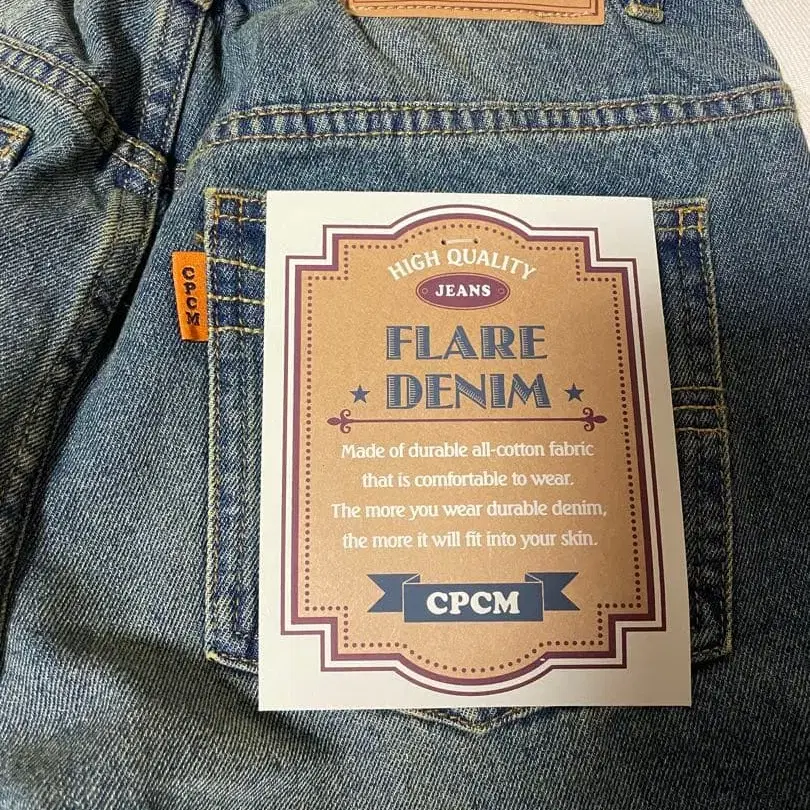 HIGH QUALITY
JEANS
FLARE
DENIM
Made of durable all-cotton fabric
that is comfortable to wear.
The more you wear durable denim,
the more it will fit into your skin.
CPCM
CPCM